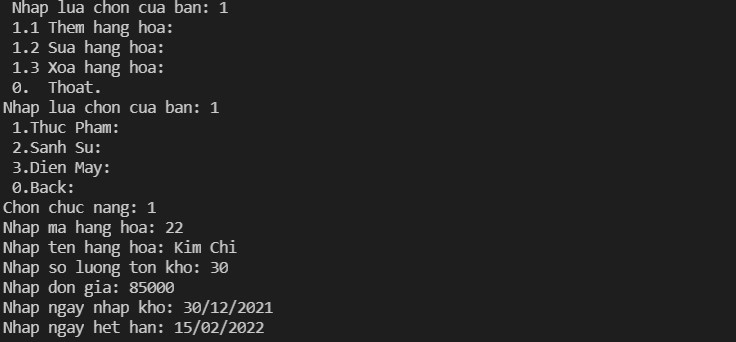 Nhap lua chon cua ban: 1
1.1 Them hang hoa:
1.2 Sua hang hoa:
1.3 Xoa hang hoa:
0.  Thoat.
Nhap lua chon cua ban: 1
1.Thuc Pham:
2.Sanh Su:
3.Dien May:
0.Back:
Chon chuc nang: 1
Nhap ma hang hoa: 22
Nhap ten hang hoa: Kim Chi
Nhap so luong ton kho: 30
Nhap don gia: 85000
Nhap ngay nhap kho: 30/12/2021
Nhap ngay het han: 15/02/2022